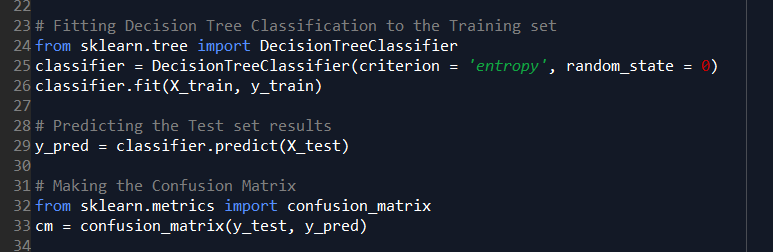 22
23 # Fitting Decision Tree Classification to the Training set
24 from sklearn.tree import DecisionTreeClassifier
25 classifier = DecisionTreeClassifier(criterion = 'entropy', random_state = 0)
26 classifier.fit(X_train, y_train)
27
28 # Predicting the Test set results
29 y_pred = classifier.predict(X_test)
30
31 # Making the Confusion Matrix
32 from sklearn.metrics import confusion_matrix
33 cm = confusion_matrix(y_test, y_pred)
34